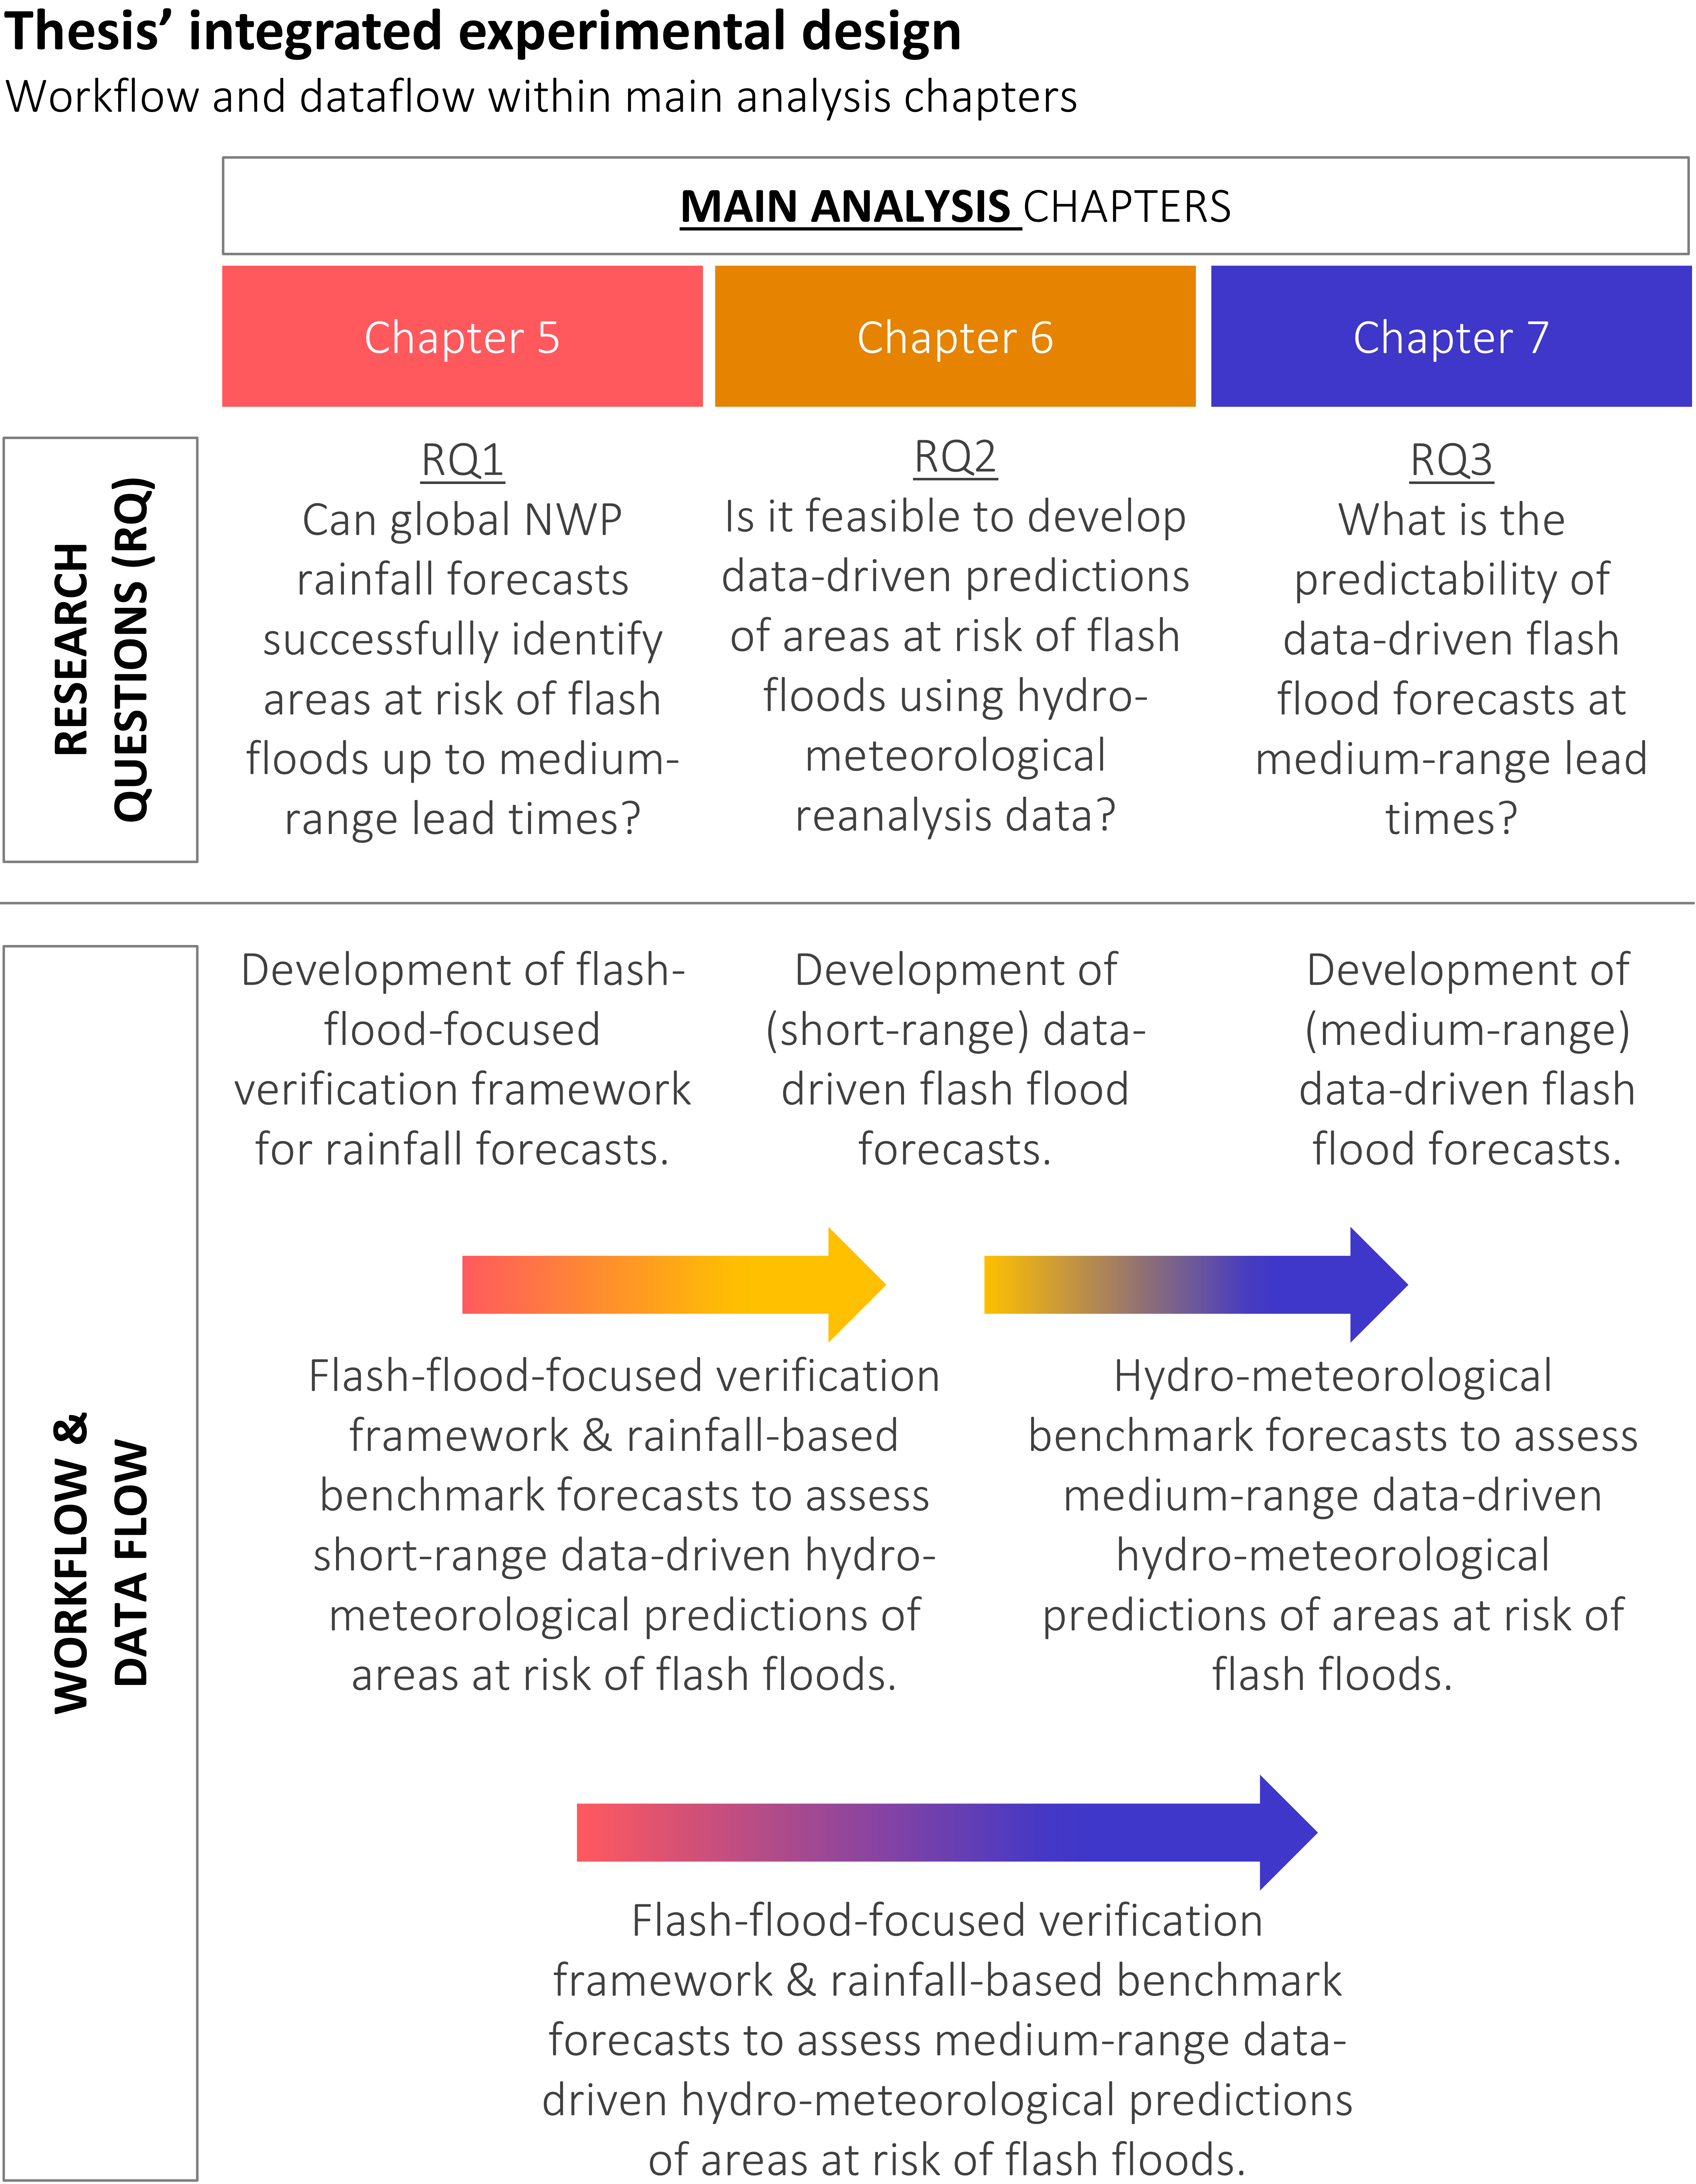 Thesis’ integrated experimental design
Workflow and dataflow within main analysis chapters
MAIN ANALYSIS CHAPTERS
Chapter 5
Chapter 6
Chapter 7
RESEARCH
QUESTIONS (RQ)
RQ1
Can global NWP
rainfall forecasts
successfully identify
areas at risk of flash
floods up to medium-
range lead times?
RQ2
Is it feasible to develop
data-driven predictions
of areas at risk of flash
floods using hydro-
meteorological
reanalysis data?
RQ3
What is the
predictability of
data-driven flash
flood forecasts at
medium-range lead
times?
WORKFLOW &
DATA FLOW
Development of flash-
flood-focused
verification framework
for rainfall forecasts.
Development of
(short-range) data-
driven flash flood
forecasts.
Development of
(medium-range)
data-driven flash
flood forecasts.
Flash-flood-focused verification
framework & rainfall-based
benchmark forecasts to assess
short-range data-driven hydro-
meteorological predictions of
areas at risk of flash floods.
Hydro-meteorological
benchmark forecasts to assess
medium-range data-driven
hydro-meteorological
predictions of areas at risk of
flash floods.
Flash-flood-focused verification
framework & rainfall-based benchmark
forecasts to assess medium-range data-
driven hydro-meteorological predictions
of areas at risk of flash floods.